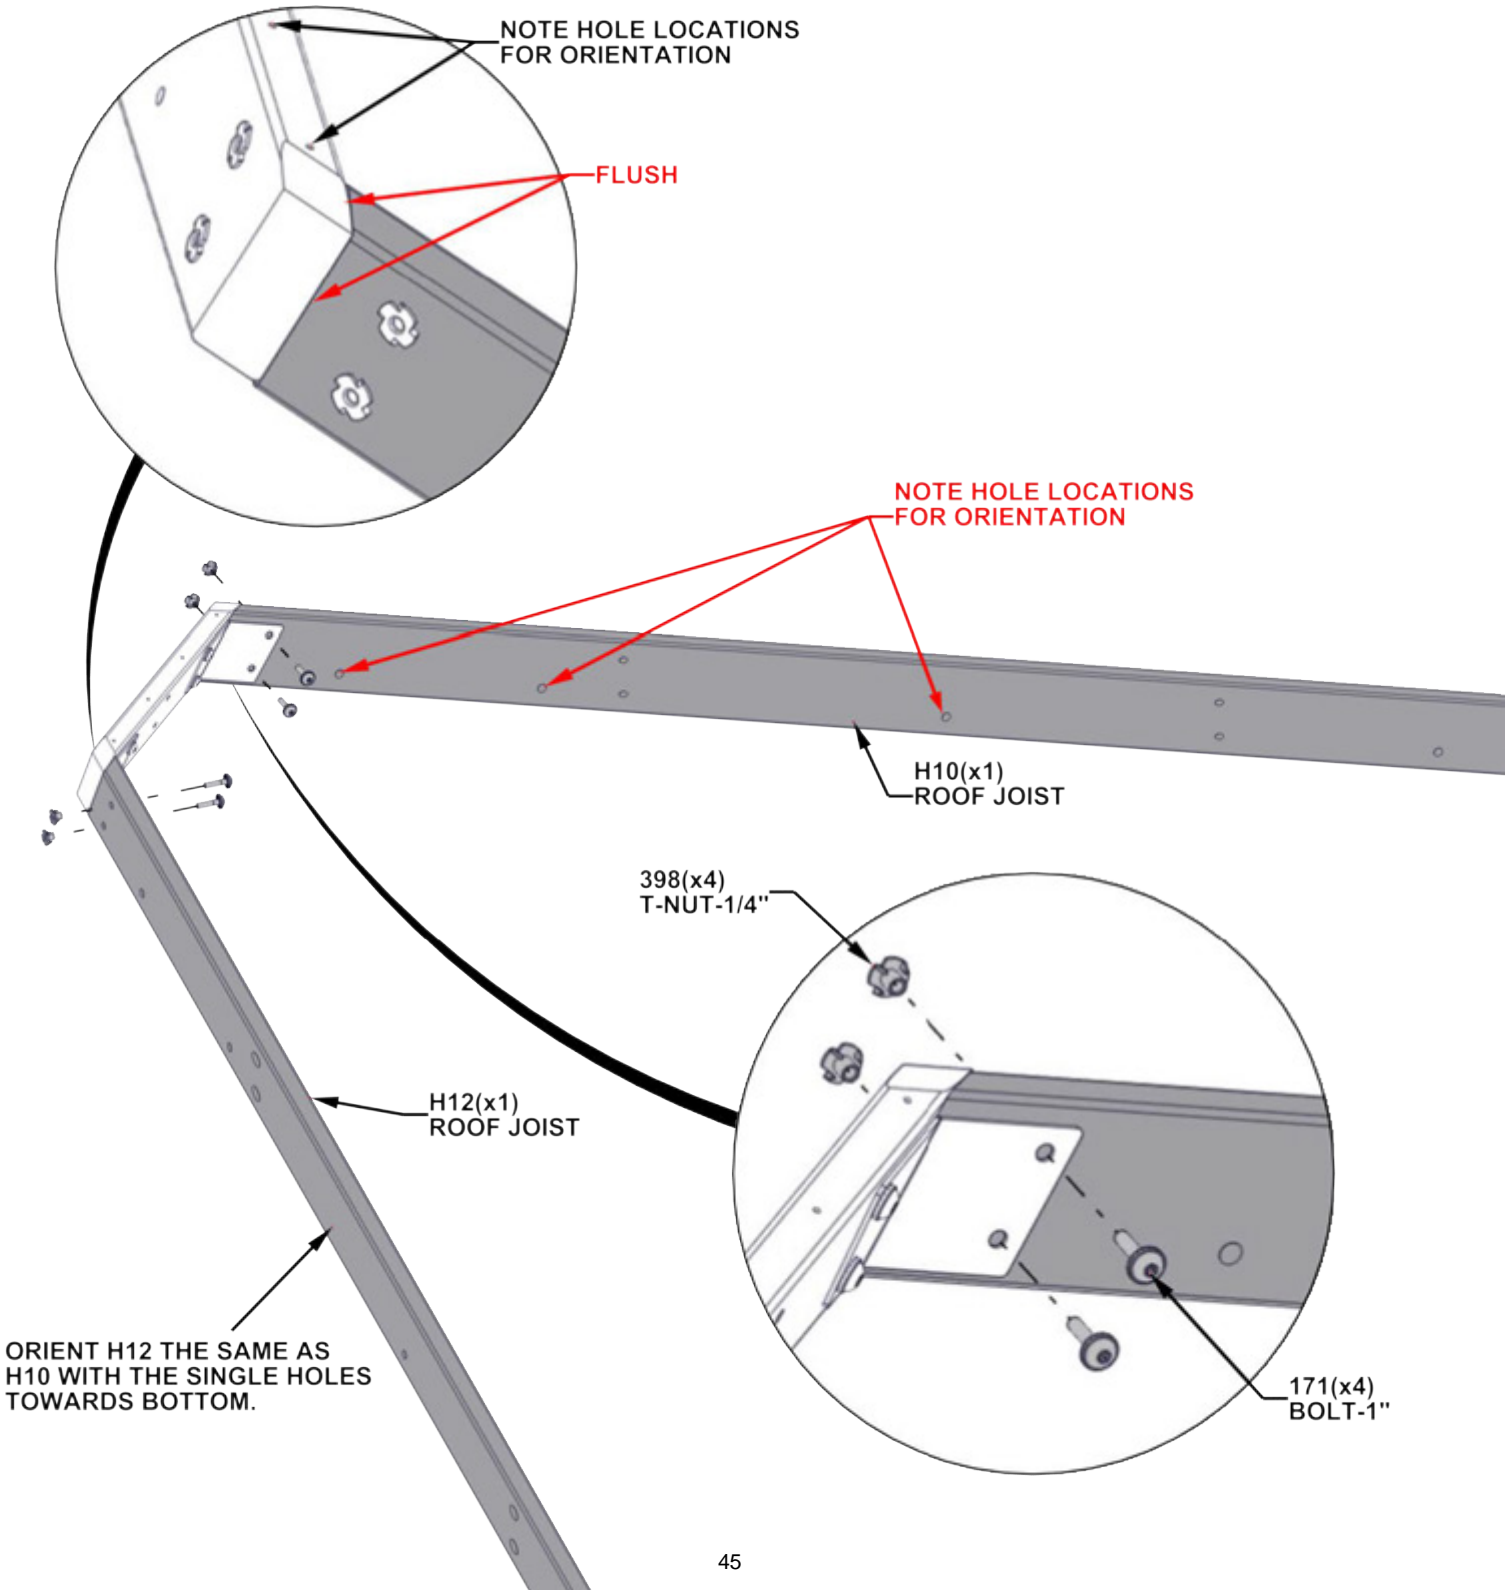 NOTE HOLE LOCATIONS
FOR ORIENTATION
FLUSH
NOTE HOLE LOCATIONS
FOR ORIENTATION
H10(x1)
ROOF JOIST
398(x4)
T-NUT-1/4"
H12(x1)
ROOF JOIST
ORIENT H12 THE SAME AS
H10 WITH THE SINGLE HOLES
TOWARDS BOTTOM.
171(x4)
BOLT-1"
45